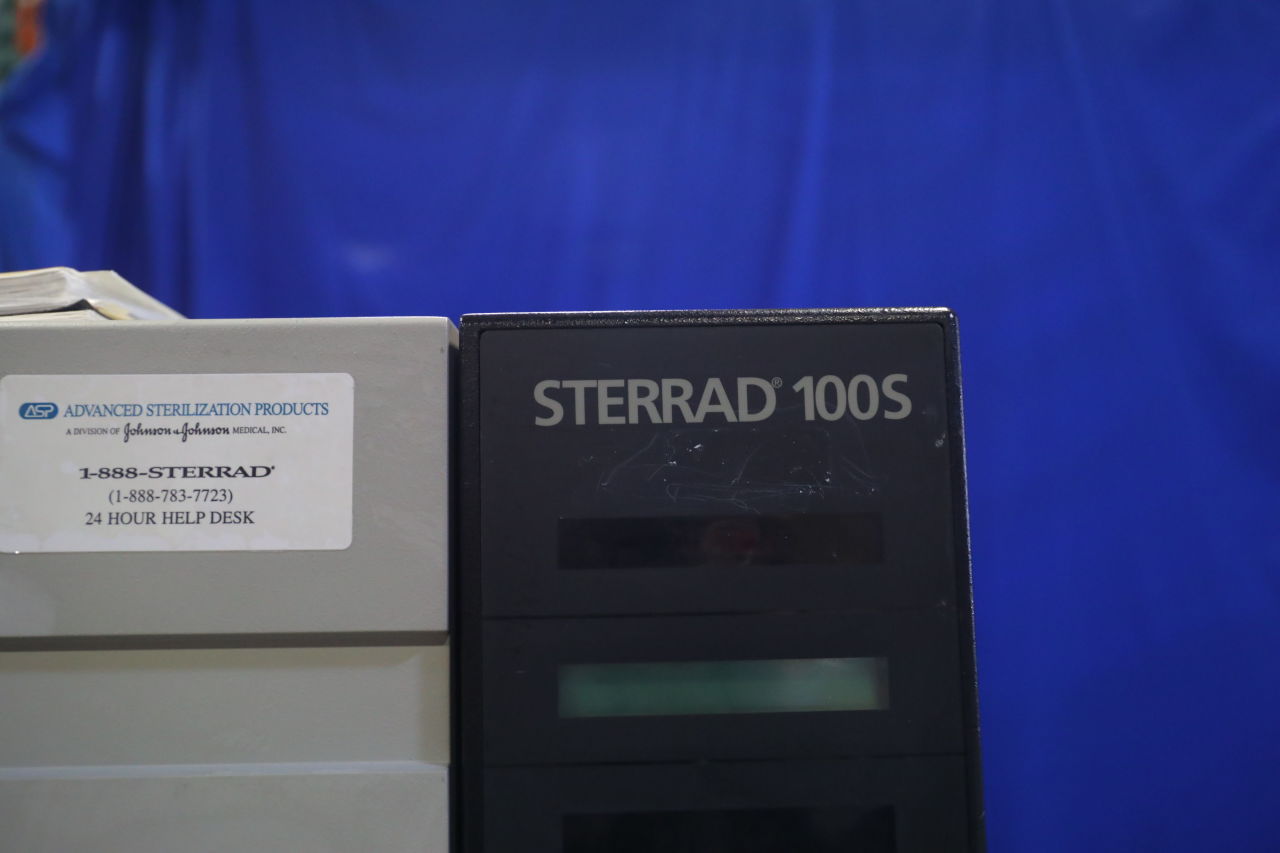 ASP ADVANCED STERILIZATION PRODUCTS
A DIVISION OF Johnson & Johnson MEDICAL, INC.
1-888-STERRAD®
(1-888-783-7723)
24 HOUR HELP DESK
STERRAD® 100S